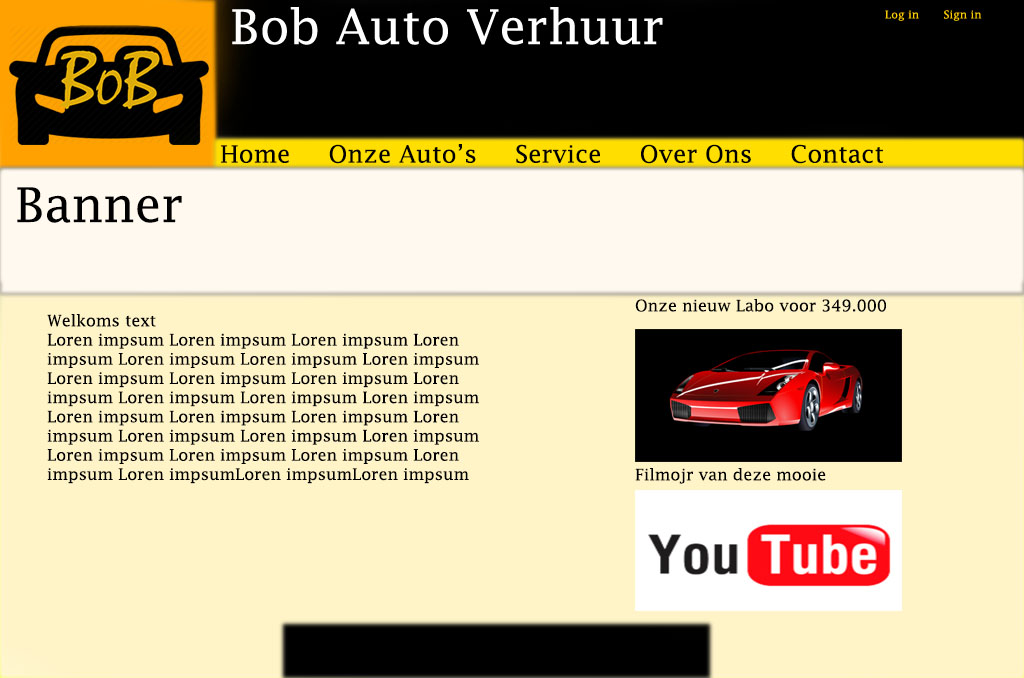 BoB
Bob Auto Verhuur
Log in
Sign in
Home
Onze Auto's
Service
Over Ons
Contact
Banner
Welkoms text
Loren impsum Loren impsum Loren impsum Loren
impsum Loren impsum Loren impsum Loren impsum
Loren impsum Loren impsum Loren impsum Loren
impsum Loren impsum Loren impsum Loren impsum
Loren impsum Loren impsum Loren impsum Loren
impsum Loren impsum Loren impsum Loren impsum
Loren impsum Loren impsum Loren impsum Loren
impsum Loren impsumLoren impsumLoren impsum
Onze nieuw Labo voor 349.000
Filmojr van deze mooie
YouTube